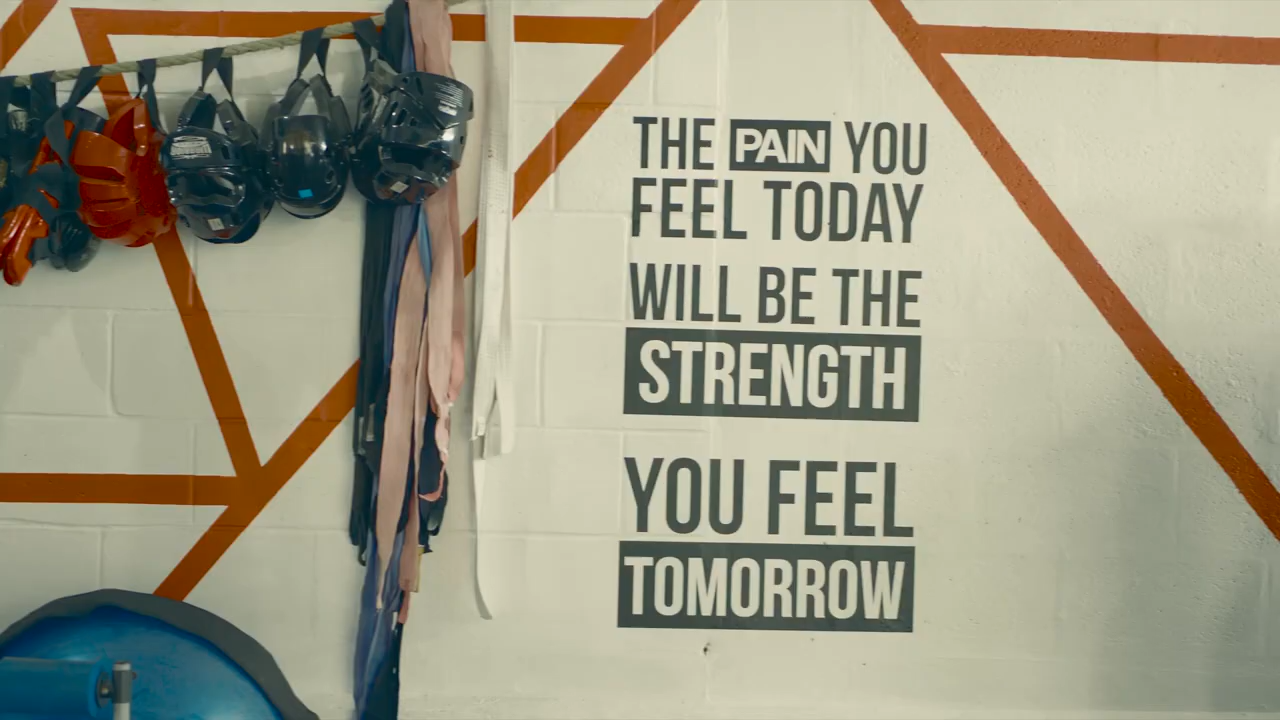 THE PAIN YOU
FEEL TODAY
WILL BE THE
STRENGTH
YOU FEEL
TOMORROW